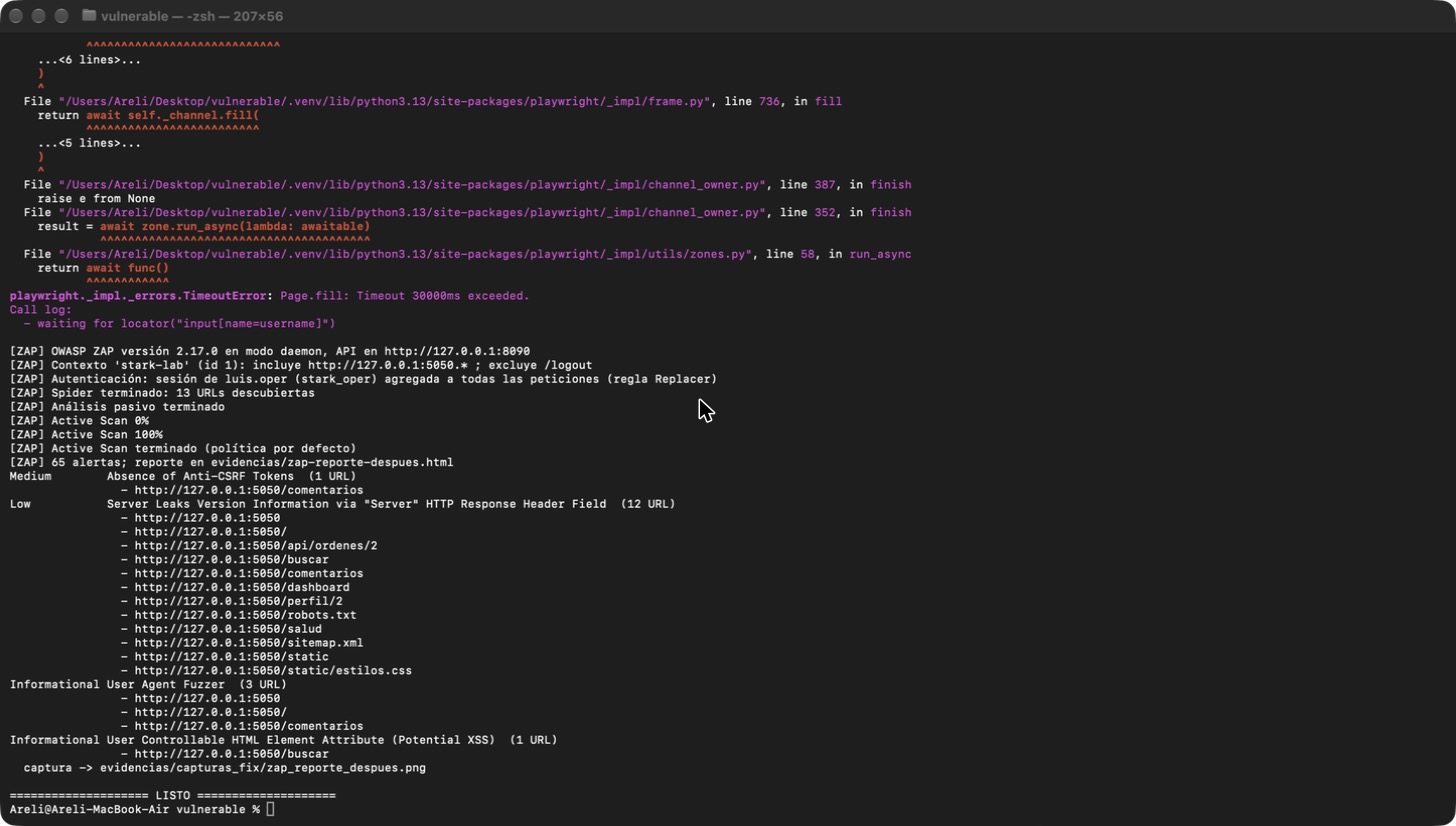 vulnerable — -zsh — 207×56
^^^^^^^^^^^^^^^^^^^^^^^^^^^^
...<6 lines>...
)
^
File "/Users/Areli/Desktop/vulnerable/.venv/lib/python3.13/site-packages/playwright/_impl/frame.py", line 736, in fill
return await self._channel.fill(
^^^^^^^^^^^^^^^^^^^^^^^^^
...<5 lines>...
)
^
File "/Users/Areli/Desktop/vulnerable/.venv/lib/python3.13/site-packages/playwright/_impl/channel_owner.py", line 387, in finish
raise e from None
File "/Users/Areli/Desktop/vulnerable/.venv/lib/python3.13/site-packages/playwright/_impl/channel_owner.py", line 352, in finish
result = await zone.run_async(lambda: awaitable)
^^^^^^^^^^^^^^^^^^^^^^^^^^^^^^^^^^^^^^^
File "/Users/Areli/Desktop/vulnerable/.venv/lib/python3.13/site-packages/playwright/_impl/utils/zones.py", line 58, in run_async
return await func()
^^^^^^^^^^^^
playwright._impl._errors.TimeoutError: Page.fill: Timeout 30000ms exceeded.
Call log:
- waiting for locator("input[name=username]")
[ZAP] OWASP ZAP versión 2.17.0 en modo daemon, API en http://127.0.0.1:8090
[ZAP] Contexto 'stark-lab' (id 1): incluye http://127.0.0.1:5050.* ; excluye /logout
[ZAP] Autenticación: sesión de luis.oper (stark_oper) agregada a todas las peticiones (regla Replacer)
[ZAP] Spider terminado: 13 URLs descubiertas
[ZAP] Análisis pasivo terminado
[ZAP] Active Scan 0%
[ZAP] Active Scan 100%
[ZAP] Active Scan terminado (política por defecto)
[ZAP] 65 alertas; reporte en evidencias/zap-reporte-despues.html
Medium Absence of Anti-CSRF Tokens (1 URL)
- http://127.0.0.1:5050/comentarios
Low Server Leaks Version Information via "Server" HTTP Response Header Field (12 URL)
- http://127.0.0.1:5050
- http://127.0.0.1:5050/
- http://127.0.0.1:5050/api/ordenes/2
- http://127.0.0.1:5050/buscar
- http://127.0.0.1:5050/comentarios
- http://127.0.0.1:5050/dashboard
- http://127.0.0.1:5050/perfil/2
- http://127.0.0.1:5050/robots.txt
- http://127.0.0.1:5050/salud
- http://127.0.0.1:5050/sitemap.xml
- http://127.0.0.1:5050/static
- http://127.0.0.1:5050/static/estilos.css
Informational User Agent Fuzzer (3 URL)
- http://127.0.0.1:5050
- http://127.0.0.1:5050/
- http://127.0.0.1:5050/comentarios
Informational User Controllable HTML Element Attribute (Potential XSS) (1 URL)
- http://127.0.0.1:5050/buscar
captura -> evidencias/capturas_fix/zap_reporte_despues.png
==================== LISTO ====================
Areli@Areli-MacBook-Air vulnerable %